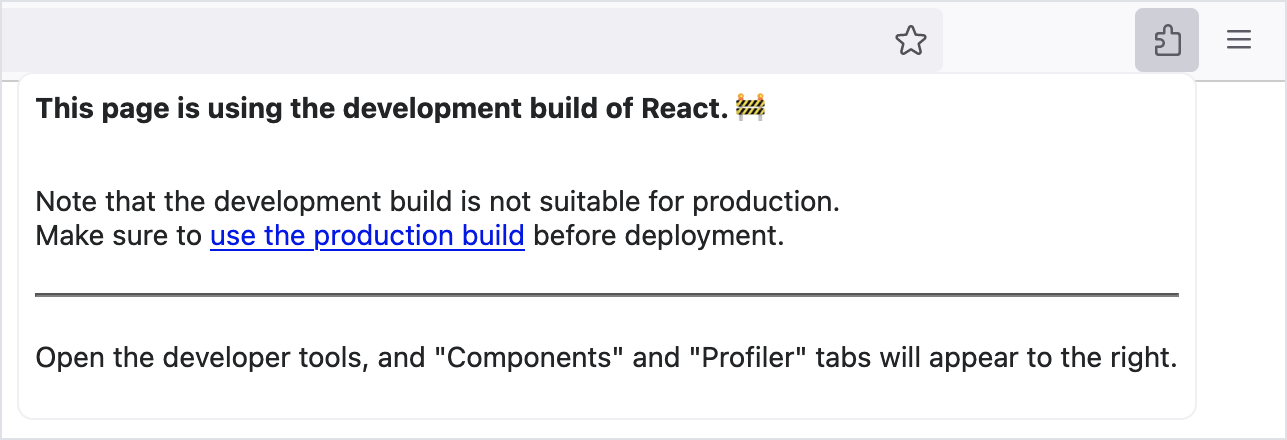 This page is using the development build of React. 🚧
Note that the development build is not suitable for production.
Make sure to use the production build before deployment.
Open the developer tools, and "Components" and "Profiler" tabs will appear to the right.